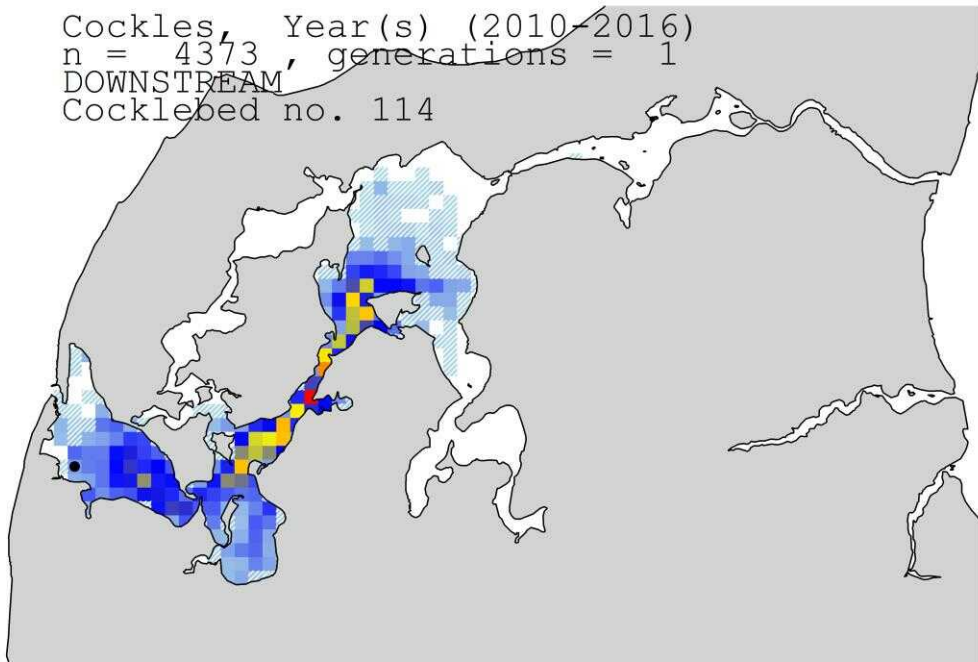 Cockles, Year(s) (2010-2016)
n = 4373 , generations = 1
DOWNSTREAM
Cocklebed no. 114